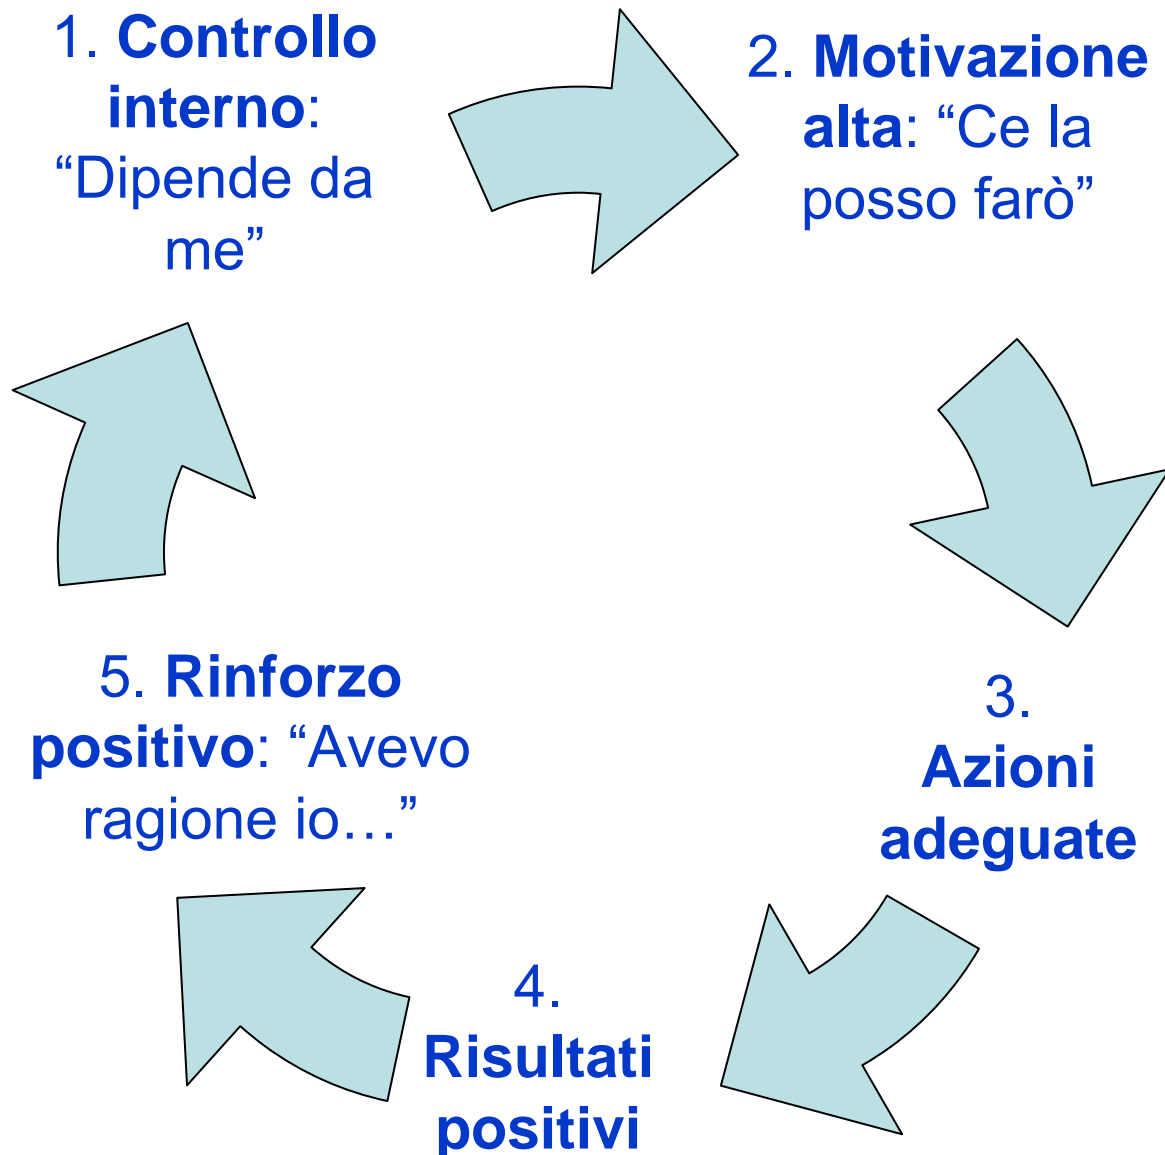 1. Controllo
interno:
“Dipende da
me”
2. Motivazione
alta: “Ce la
posso farò”
3.
Azioni
adeguate
4.
Risultati
positivi
5. Rinforzo
positivo: “Avevo
ragione io…”